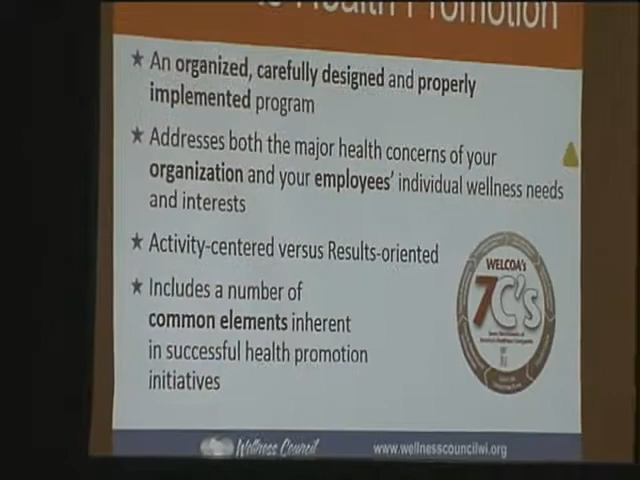 Health Promotion
★ An organized, carefully designed and properly
implemented program
★ Addresses both the major health concerns of your
organization and your employees' individual wellness needs
and interests
★ Activity-centered versus Results-oriented
★ Includes a number of
common elements inherent
in successful health promotion
initiatives
WELCOA's
7C's
Wellness Council
www.wellnesscouncilwi.org